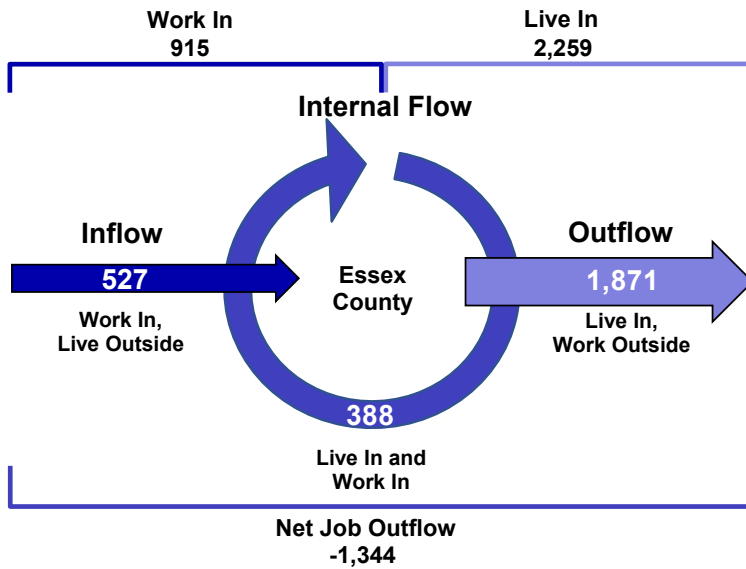 Work In
915
Live In
2,259
Internal Flow
Inflow
527
Work In,
Live Outside
Essex
County
Outflow
1,871
Live In,
Work Outside
388
Live In and
Work In
Net Job Outflow
-1,344